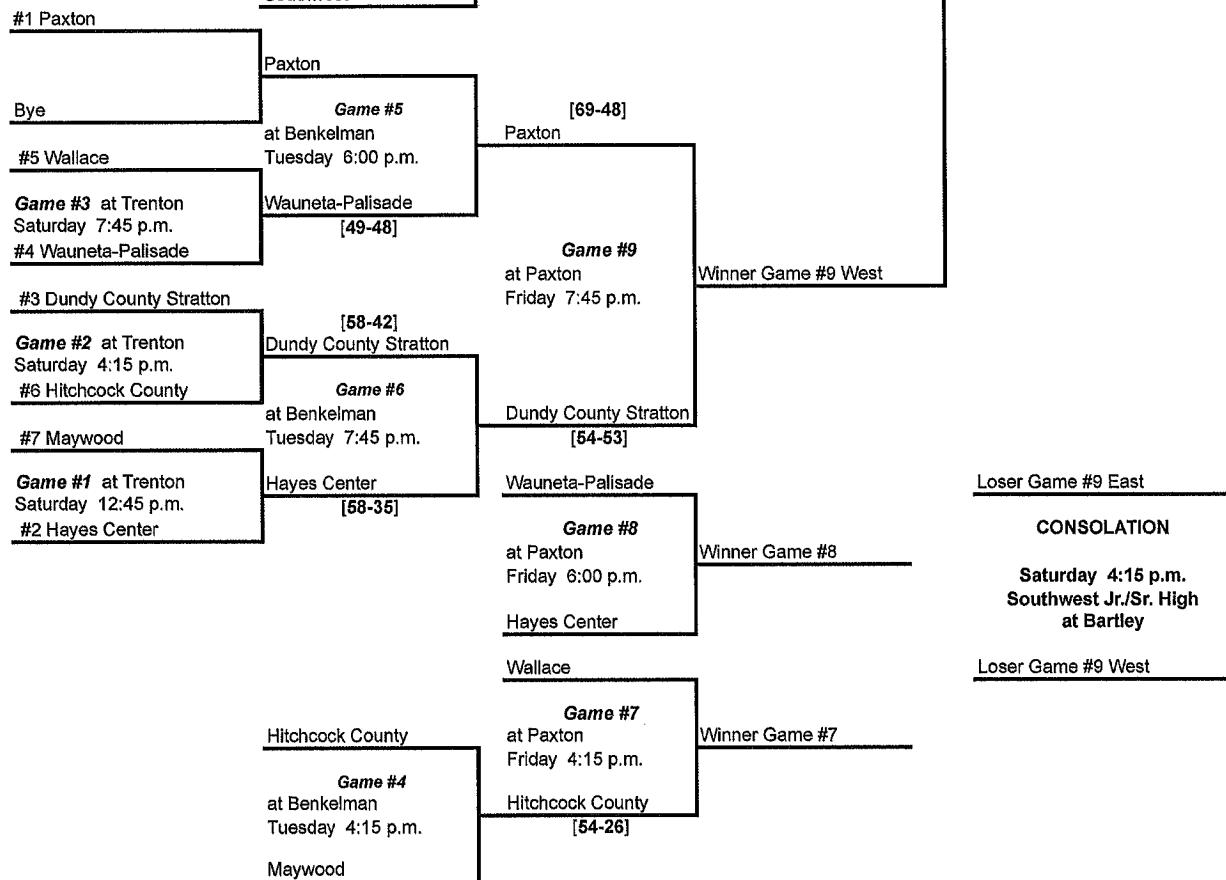 #1 Paxton
Bye
#5 Wallace
Game #3 at Trenton
Saturday 7:45 p.m.
#4 Wauneta-Palisade
#3 Dundy County Stratton
Game #2 at Trenton
Saturday 4:15 p.m.
#6 Hitchcock County
#7 Maywood
Game #1 at Trenton
Saturday 12:45 p.m.
#2 Hayes Center
Paxton
Game #5
at Benkelman
Tuesday 6:00 p.m.
Wauneta-Palisade
[49-48]
[58-42]
Dundy County Stratton
Game #6
at Benkelman
Tuesday 7:45 p.m.
Hayes Center
[58-35]
Hitchcock County
Game #4
at Benkelman
Tuesday 4:15 p.m.
Maywood
[69-48]
Paxton
Game #9
at Paxton
Friday 7:45 p.m.
Dundy County Stratton
[54-53]
Wauneta-Palisade
Game #8
at Paxton
Friday 6:00 p.m.
Hayes Center
Wallace
Game #7
at Paxton
Friday 4:15 p.m.
Hitchcock County
[54-26]
Winner Game #9 West
Winner Game #8
Winner Game #7
Loser Game #9 East
CONSOLATION
Saturday 4:15 p.m.
Southwest Jr./Sr. High
at Bartley
Loser Game #9 West